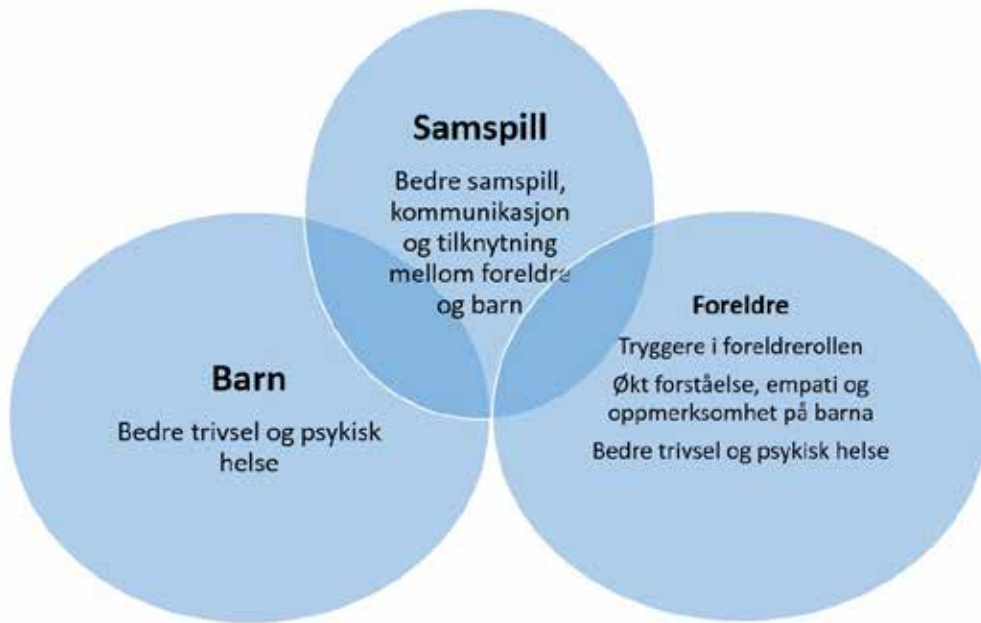 Samspill
Bedre samspill,
kommunikasjon
og tilknytning
mellom foreldre
og barn
Barn
Bedre trivsel og psykisk
helse
Foreldre
Tryggere i foreldrerollen
Økt forståelse, empati og
oppmerksomhet på barna
Bedre trivsel og psykisk helse